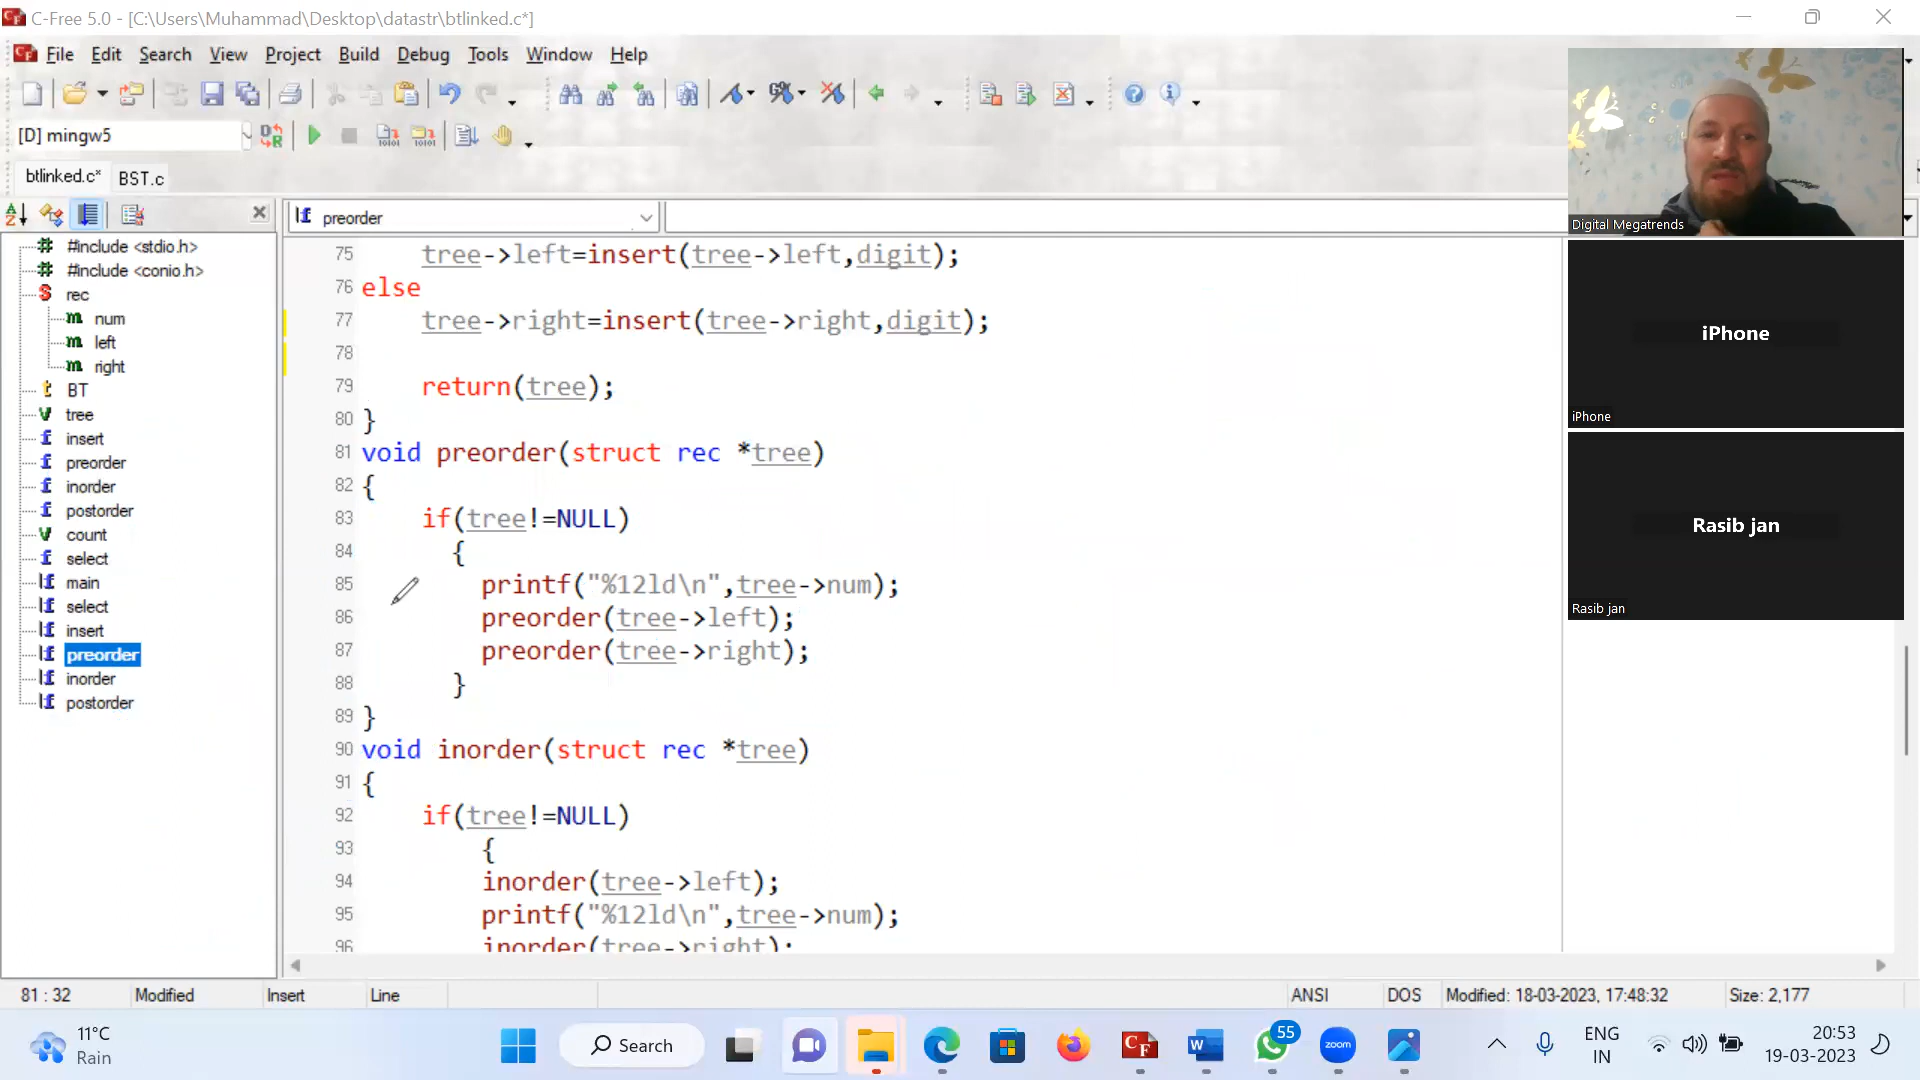 C-Free 5.0 - [C:\Users\Muhammad\Desktop\datastr\btlinked.c*]
File Edit Search View Project Build Debug Tools Window Help
[D] mingw5
btlinked.c* BST.c
preorder
#include <stdio.h>
#include <conio.h>
rec
num
left
right
BT
tree
insert
preorder
inorder
postorder
count
select
main
select
insert
preorder
inorder
postorder
75 tree->left=insert(tree->left,digit);
76 else
77 tree->right=insert(tree->right,digit);
78
79 return(tree);
80 }
81 void preorder(struct rec *tree)
82 {
83 if(tree!=NULL)
84 {
85 printf("%12ld\n",tree->num);
86 preorder(tree->left);
87 preorder(tree->right);
88 }
89 }
90 void inorder(struct rec *tree)
91 {
92 if(tree!=NULL)
93 {
94 inorder(tree->left);
95 printf("%12ld\n",tree->num);
96 inorder(tree->right);
Digital Megatrends
iPhone
iPhone
Rasib jan
Rasib jan
81 : 32 Modified Insert Line ANSI DOS Modified: 18-03-2023, 17:48:32 Size: 2,177
11°C
Rain
Search
55
zoom
ENG
IN
20:53
19-03-2023